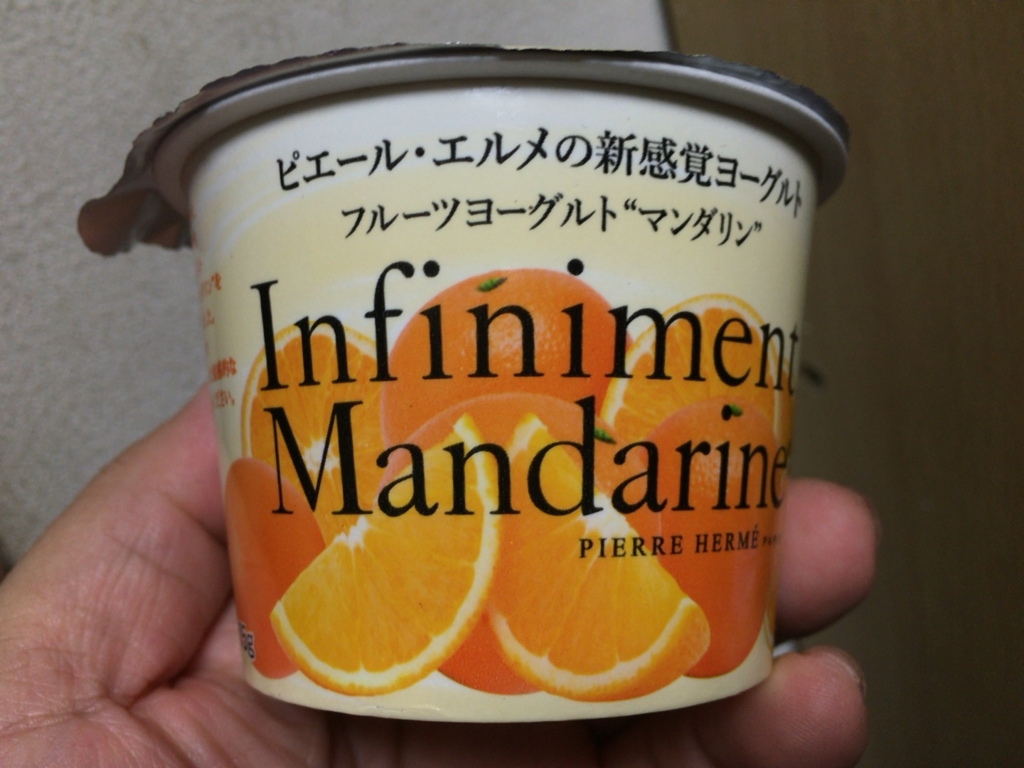 ピエール・エルメの新感覚ヨーグルト
フルーツヨーグルト“マンダリン”
Infiniment
Mandarine
PIERRE HERMÉ